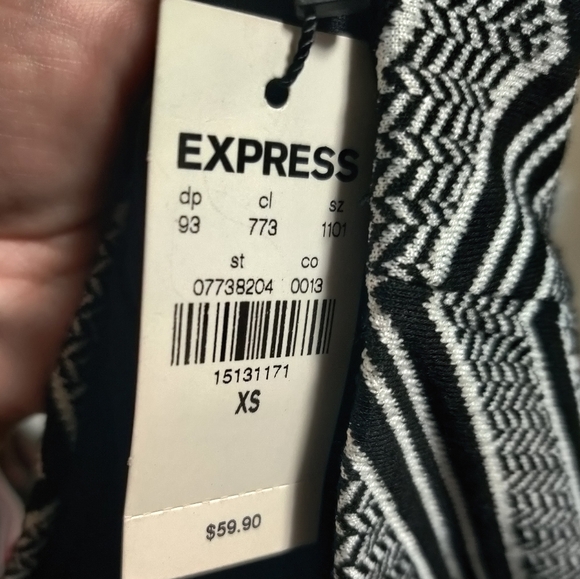 EXPRESS
dp cl sz
93 773 1101
st co
07738204 0013
15131171
XS
$59.90